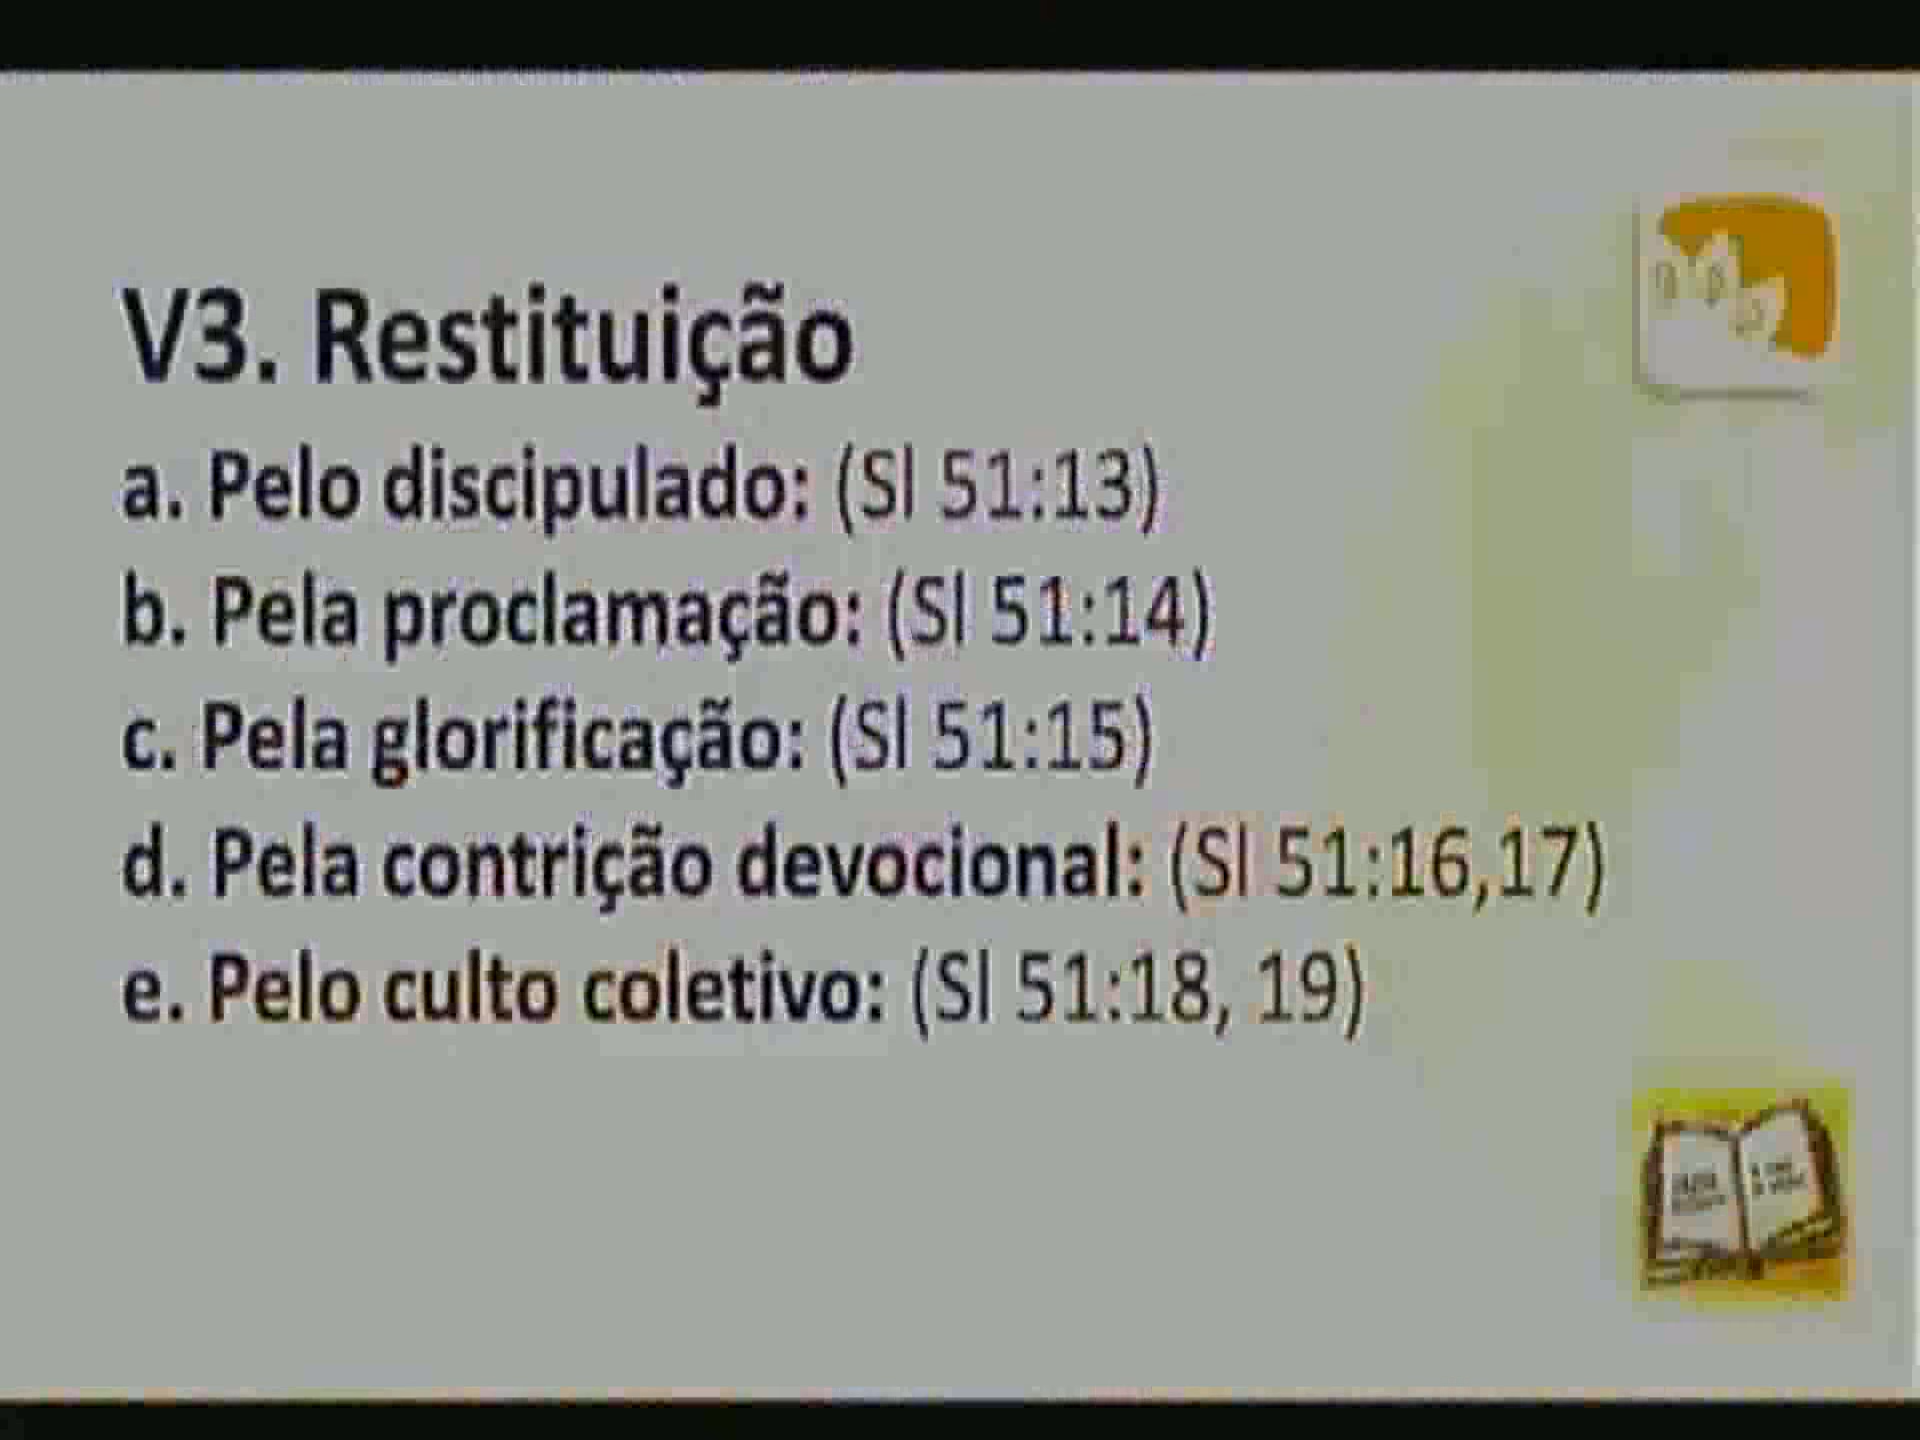 V3. Restituição
a. Pelo discipulado: (Sl 51:13)
b. Pela proclamação: (Sl 51:14)
c. Pela glorificação: (Sl 51:15)
d. Pela contrição devocional: (Sl 51:16,17)
e. Pelo culto coletivo: (Sl 51:18, 19)